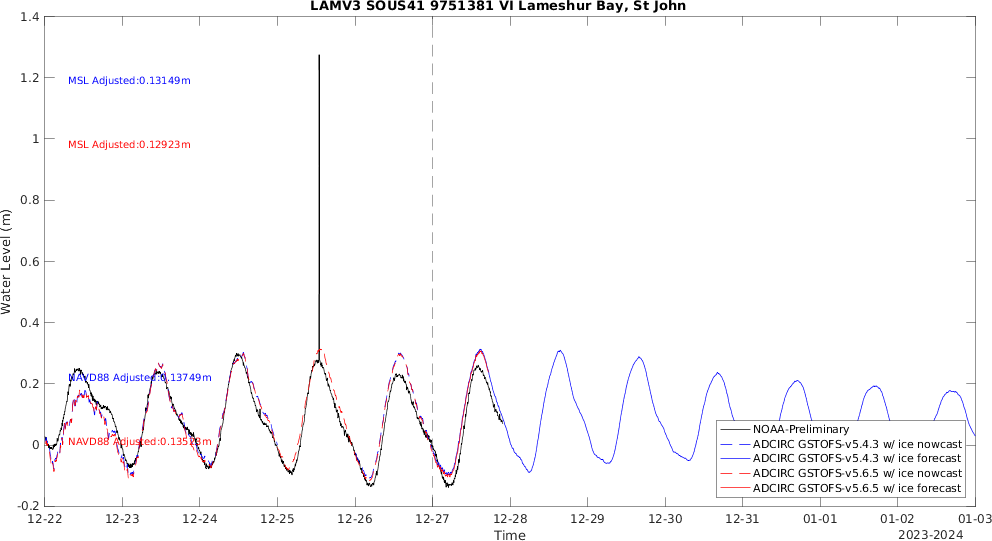 LAMV3 SOUS41 9751381 VI Lameshur Bay, St John
1.4
1.2
1
0.8
0.6
0.4
0.2
0
-0.2
Water Level (m)
MSL Adjusted:0.13149m
MSL Adjusted:0.12923m
NAVD88 Adjusted:0.13749m
NAVD88 Adjusted:0.13523m
NOAA-Preliminary
ADCIRC GSTOFS-v5.4.3 w/ ice nowcast
ADCIRC GSTOFS-v5.4.3 w/ ice forecast
ADCIRC GSTOFS-v5.6.5 w/ ice nowcast
ADCIRC GSTOFS-v5.6.5 w/ ice forecast
12-22 12-23 12-24 12-25 12-26 12-27 12-28 12-29 12-30 12-31 01-01 01-02 01-03
Time
2023-2024